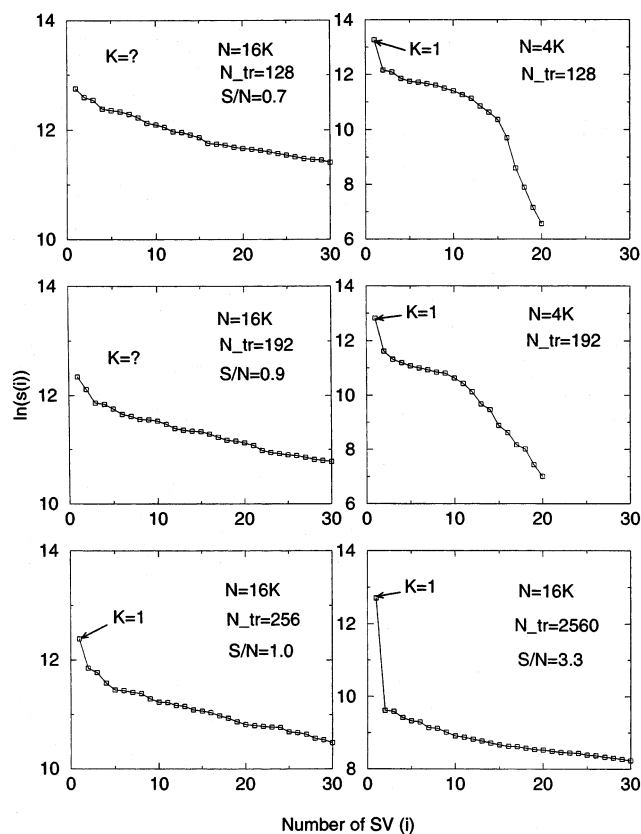 14
K=?
N=16K
N_tr=128
S/N=0.7
12
10
0
10
20
30
14
K=1
N=4K
N_tr=128
12
10
8
6
0
10
20
30
ln(s(i))
14
N=16K
K=?
N_tr=192
S/N=0.9
12
10
0
10
20
30
14
K=1
N=4K
N_tr=192
12
10
8
6
0
10
20
30
14
N=16K
K=1
N_tr=256
S/N=1.0
12
10
0
10
20
30
14
K=1
N=16K
N_tr=2560
S/N=3.3
12
10
8
0
10
20
30
Number of SV (i)